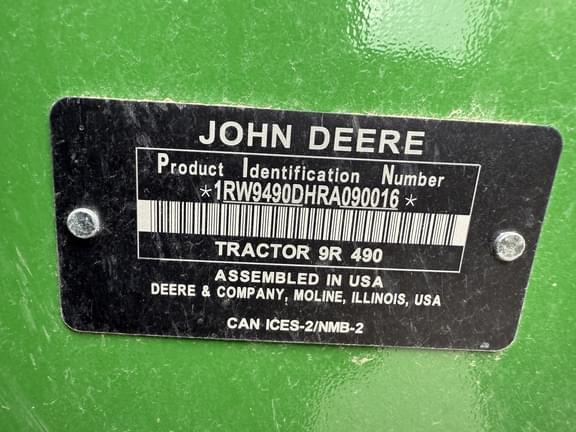 JOHN DEERE
Product Identification Number
*1RW9490DHRA090016*
TRACTOR 9R 490
ASSEMBLED IN USA
DEERE & COMPANY, MOLINE, ILLINOIS, USA
CAN ICES-2/NMB-2